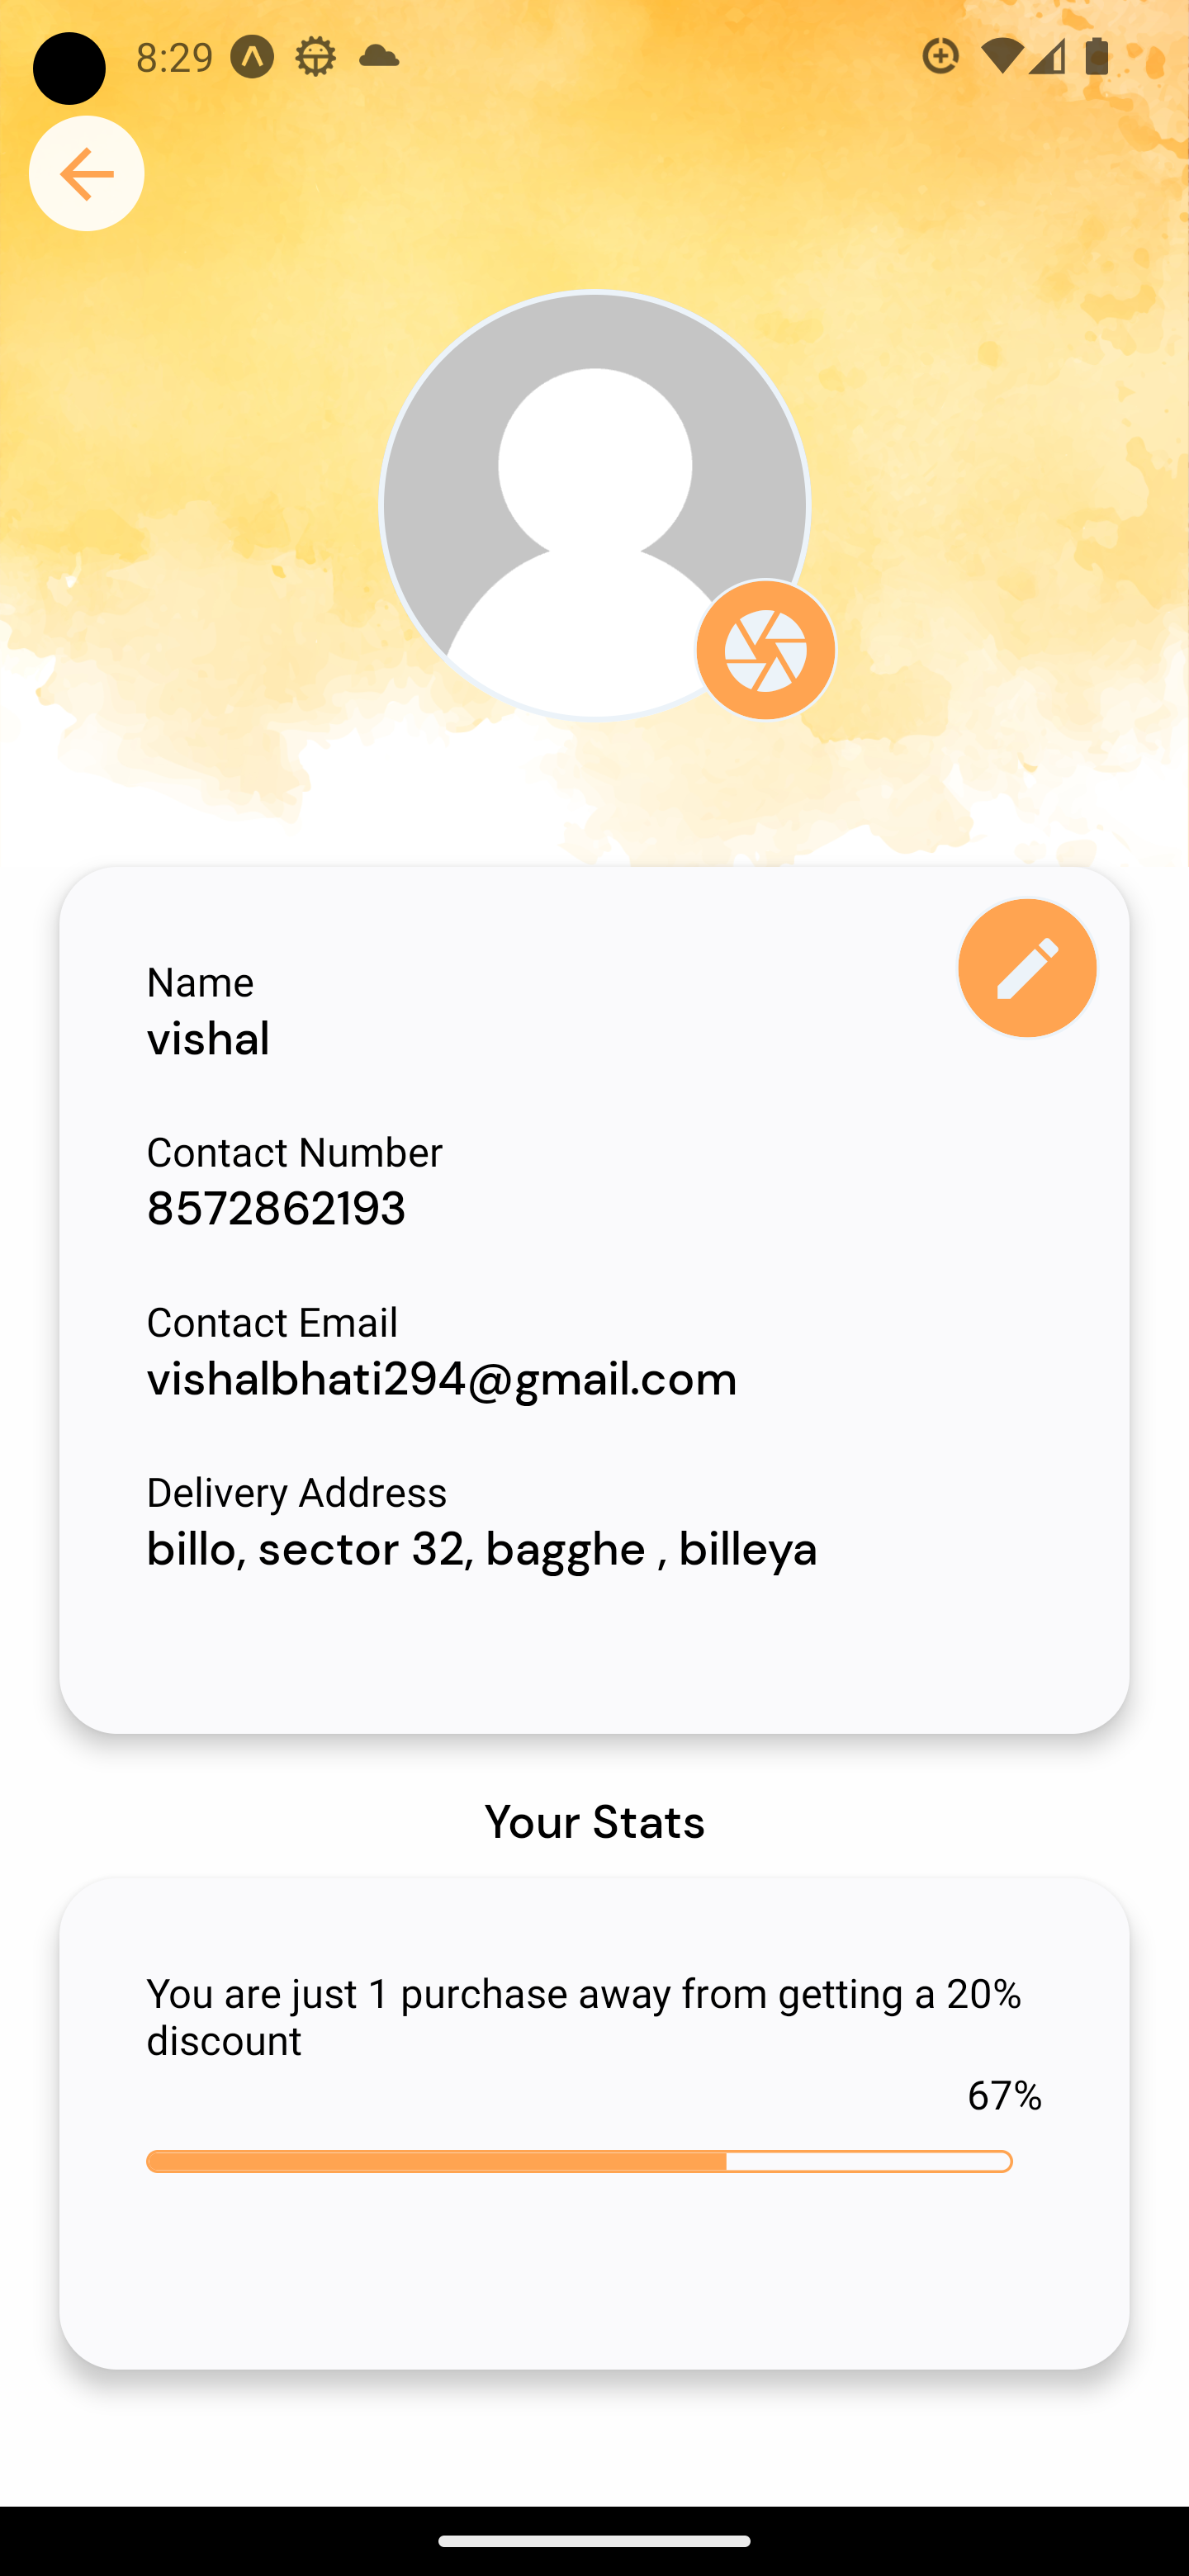 8:29
Name
vishal
Contact Number
8572862193
Contact Email
vishalbhati294@gmail.com
Delivery Address
billo, sector 32, bagghe , billeya
Your Stats
You are just 1 purchase away from getting a 20%
discount
67%